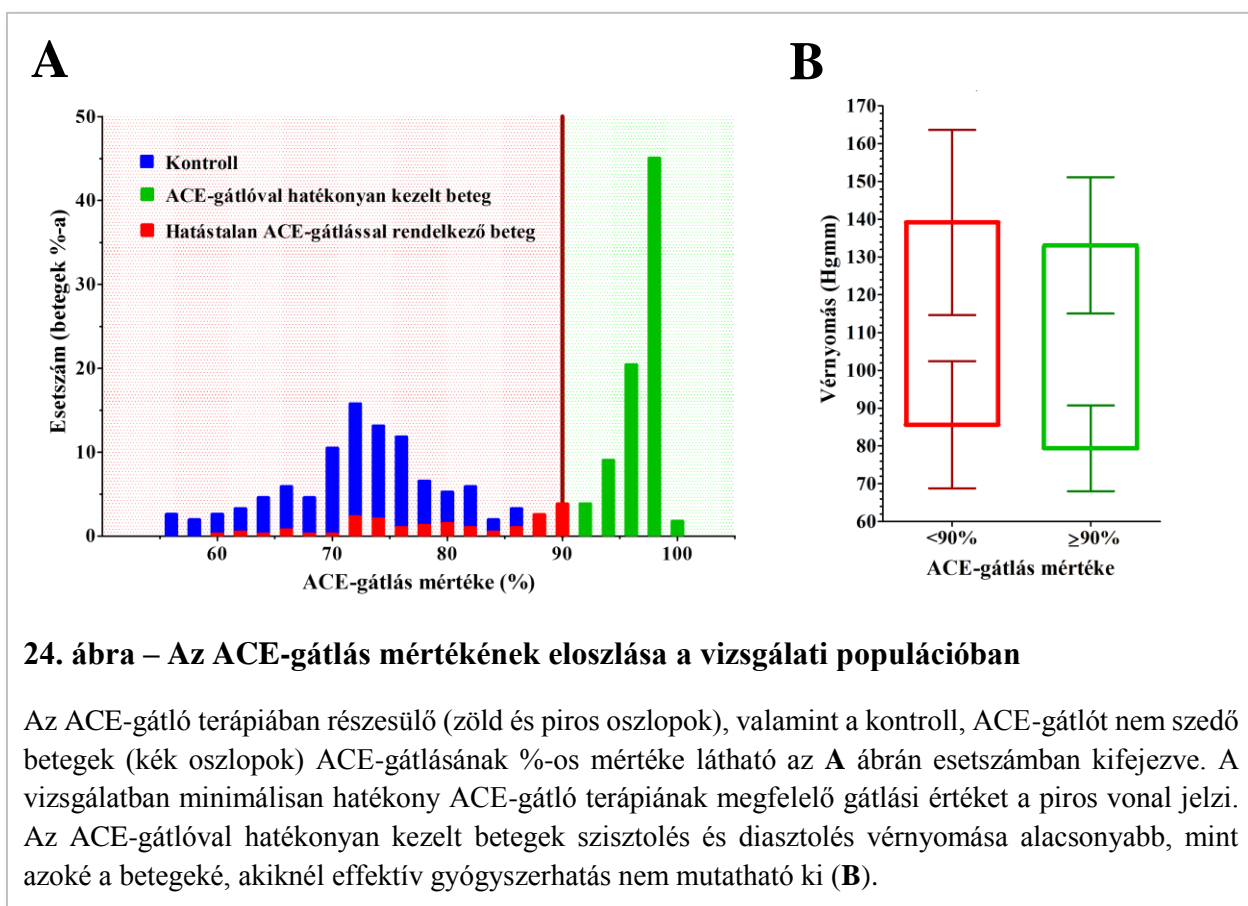 A
B
50
40
30
20
10
0
Esetszám (betegek %-a)
Kontroll
ACE-gátlóval hatékonyan kezelt beteg
Hatástalan ACE-gátlással rendelkező beteg
60
70
80
90
100
ACE-gátlás mértéke (%)
170
160
150
140
130
120
110
100
90
80
70
60
Vérnyomás (Hgmm)
<90%
≥90%
ACE-gátlás mértéke
24. ábra – Az ACE-gátlás mértékének eloszlása a vizsgálati populációban
Az ACE-gátló terápiában részesülő (zöld és piros oszlopok), valamint a kontroll, ACE-gátlót nem szedő
betegek (kék oszlopok) ACE-gátlásának %-os mértéke látható az A ábrán esetszámban kifejezve. A
vizsgálatban minimálisan hatékony ACE-gátló terápiának megfelelő gátlási értéket a piros vonal jelzi.
Az ACE-gátlóval hatékonyan kezelt betegek szisztolés és diasztolés vérnyomása alacsonyabb, mint
azoké a betegeké, akiknél effektív gyógyszerhatás nem mutatható ki (B).